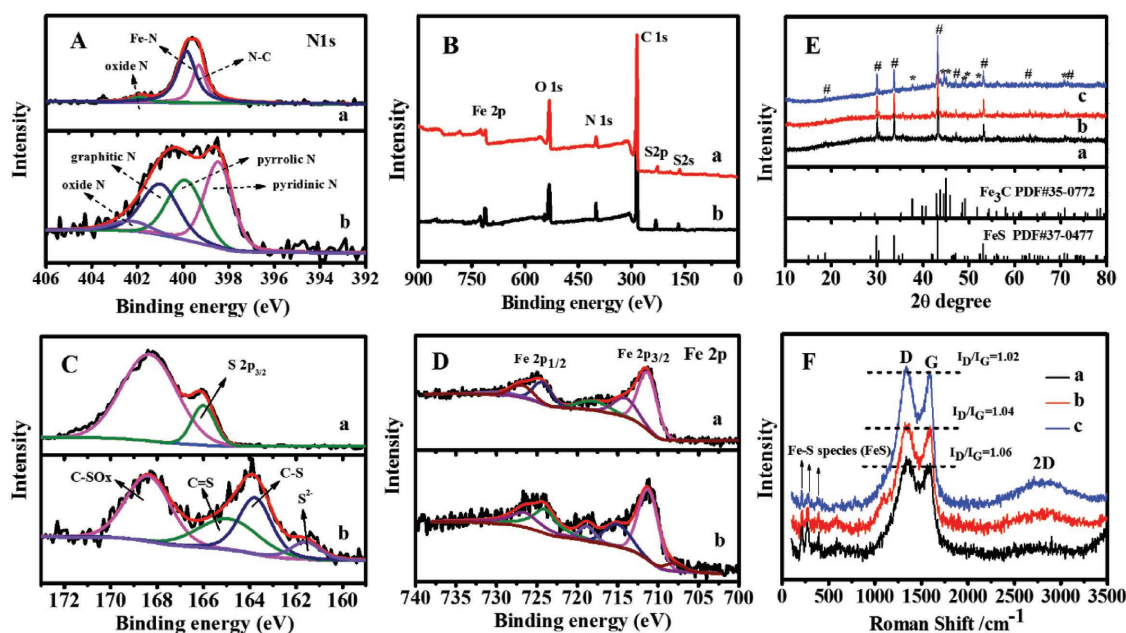 A
N1s
Fe-N
N-C
oxide N
a
graphitic N
pyrrolic N
oxide N
pyridinic N
b
Intensity
406 404 402 400 398 396 394 392
Binding energy (eV)
B
C 1s
O 1s
Fe 2p
N 1s
S2p
S2s
a
b
Intensity
900 750 600 450 300 150 0
Binding energy (eV)
E
# # # # * ** # * * * # # * #
c
b
a
Fe3C PDF#35-0772
FeS PDF#37-0477
Intensity
10 20 30 40 50 60 70 80
2θ degree
C
S 2p3/2
a
C-SOx
C=S
C-S
S2-
b
Intensity
172 170 168 166 164 162 160
Binding energy (eV)
D
Fe 2p1/2
Fe 2p3/2
Fe 2p
a
b
Intensity
740 735 730 725 720 715 710 705 700
Binding energy (eV)
F
D
G
ID/IG=1.02
ID/IG=1.04
ID/IG=1.06
a
b
c
Fe-S species (FeS)
2D
Intensity
0 500 1000 1500 2000 2500 3000 3500
Raman Shift /cm-1